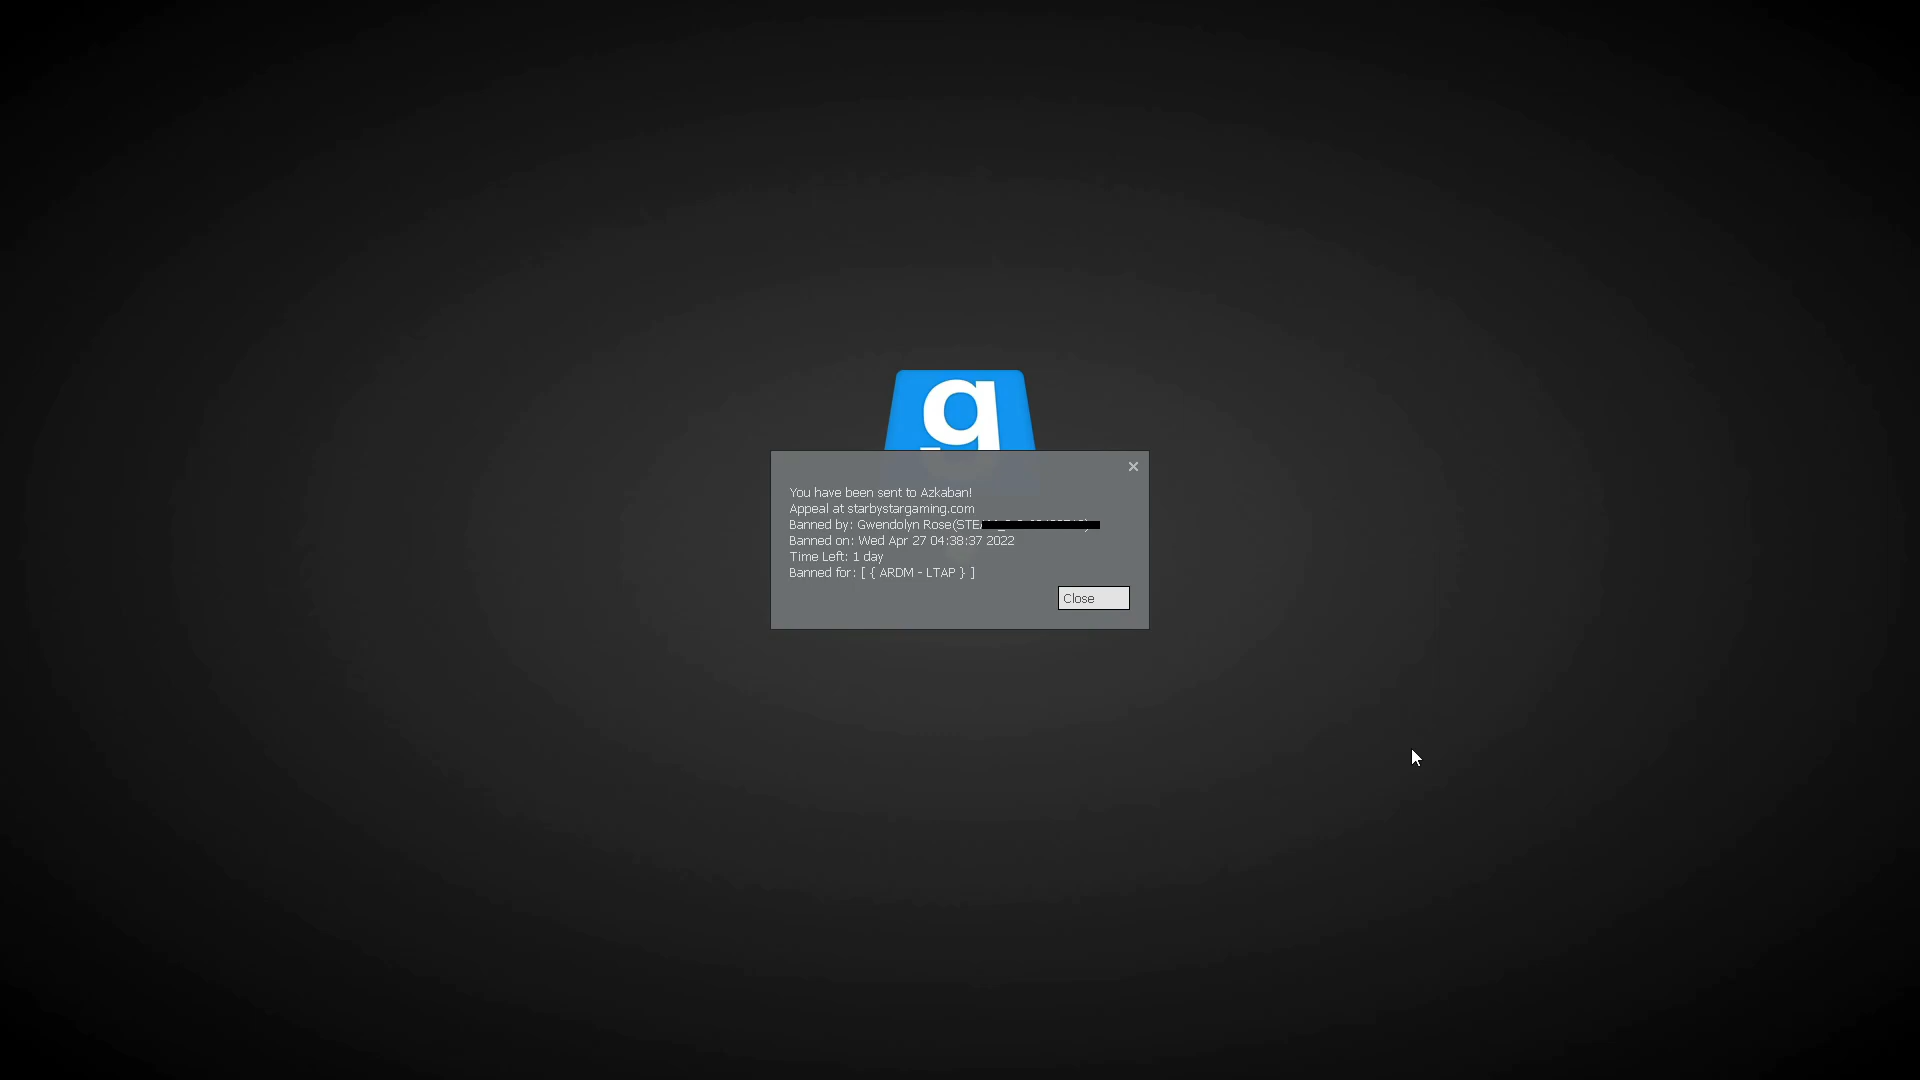 g
You have been sent to Azkaban!
Appeal at starbystargaming.com
Banned by: Gwendolyn Rose(STEA
Banned on: Wed Apr 27 04:38:37 2022
Time Left: 1 day
Banned for: [ { ARDM - LTAP } ]
Close